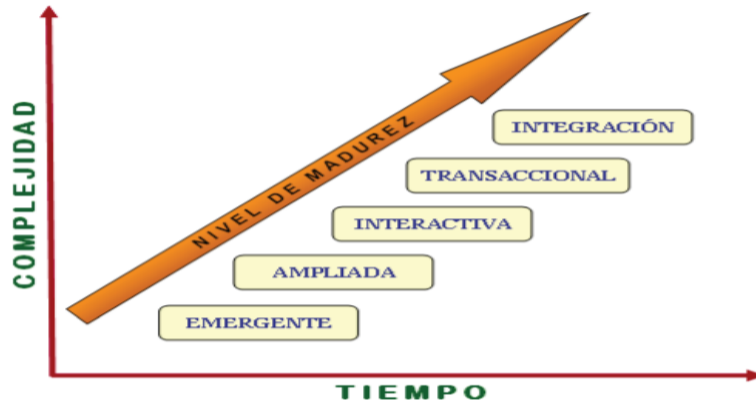 COMPLEJIDAD
NIVEL DE MADUREZ
INTEGRACIÓN
TRANSACCIONAL
INTERACTIVA
AMPLIADA
EMERGENTE
TIEMPO